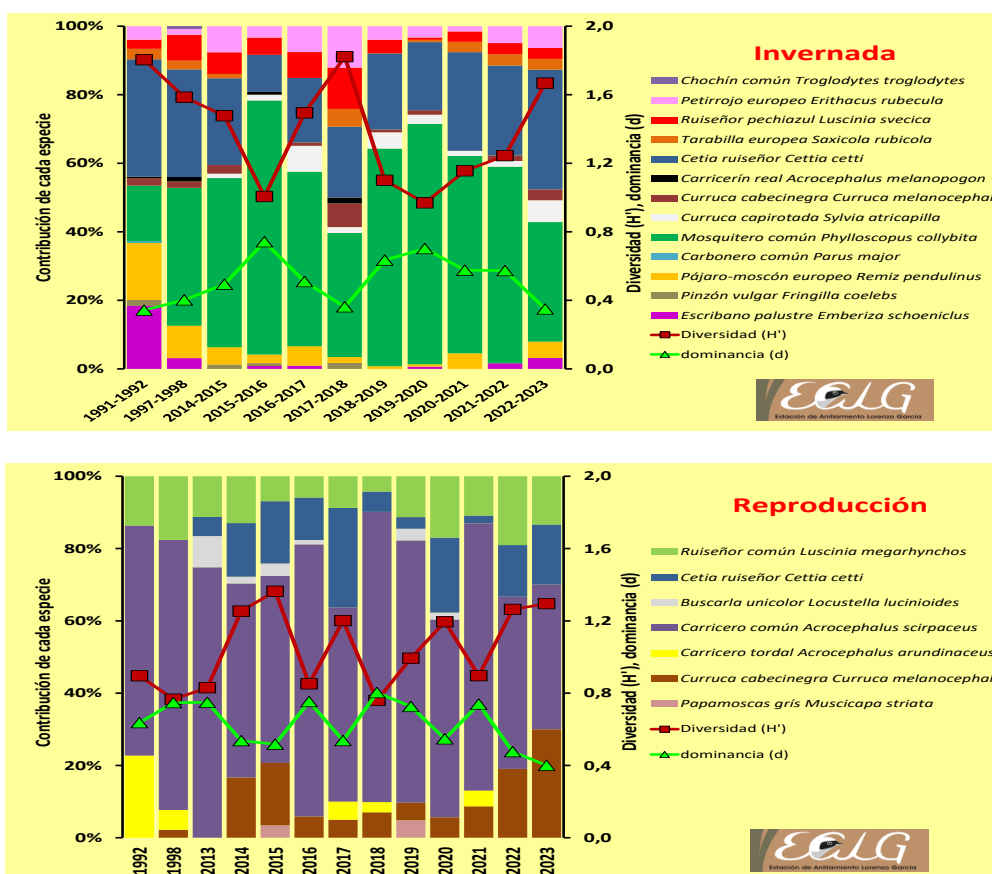 100%
80%
60%
40%
20%
0%
Contribución de cada especie
2,0
1,6
1,2
0,8
0,4
0,0
Diversidad (H'), dominancia (d)
1991-1992
1997-1998
2014-2015
2015-2016
2016-2017
2017-2018
2018-2019
2019-2020
2020-2021
2021-2022
2022-2023
Invernada
Chochín común Troglodytes troglodytes
Petirrojo europeo Erithacus rubecula
Ruiseñor pechiazul Luscinia svecica
Tarabilla europea Saxicola rubicola
Cetia ruiseñor Cettia cetti
Carricerín real Acrocephalus melanopogon
Curruca cabecinegra Curruca melanocephal
Curruca capirotada Sylvia atricapilla
Mosquitero común Phylloscopus collybita
Carbonero común Parus major
Pájaro-moscón europeo Remiz pendulinus
Pinzón vulgar Fringilla coelebs
Escribano palustre Emberiza schoeniclus
Diversidad (H')
dominancia (d)
EALG
Estación de Anillamiento Lorenzo García
100%
80%
60%
40%
20%
0%
Contribución de cada especie
2,0
1,6
1,2
0,8
0,4
0,0
Diversidad (H'), dominancia (d)
1992
1998
2013
2014
2015
2016
2017
2018
2019
2020
2021
2022
2023
Reproducción
Ruiseñor común Luscinia megarhynchos
Cetia ruiseñor Cettia cetti
Buscarla unicolor Locustella lucinioides
Carricero común Acrocephalus scirpaceus
Carricero tordal Acrocephalus arundinaceus
Curruca cabecinegra Curruca melanocephal
Papamoscas grís Muscicapa striata
Diversidad (H')
dominancia (d)
EALG
Estación de Anillamiento Lorenzo García